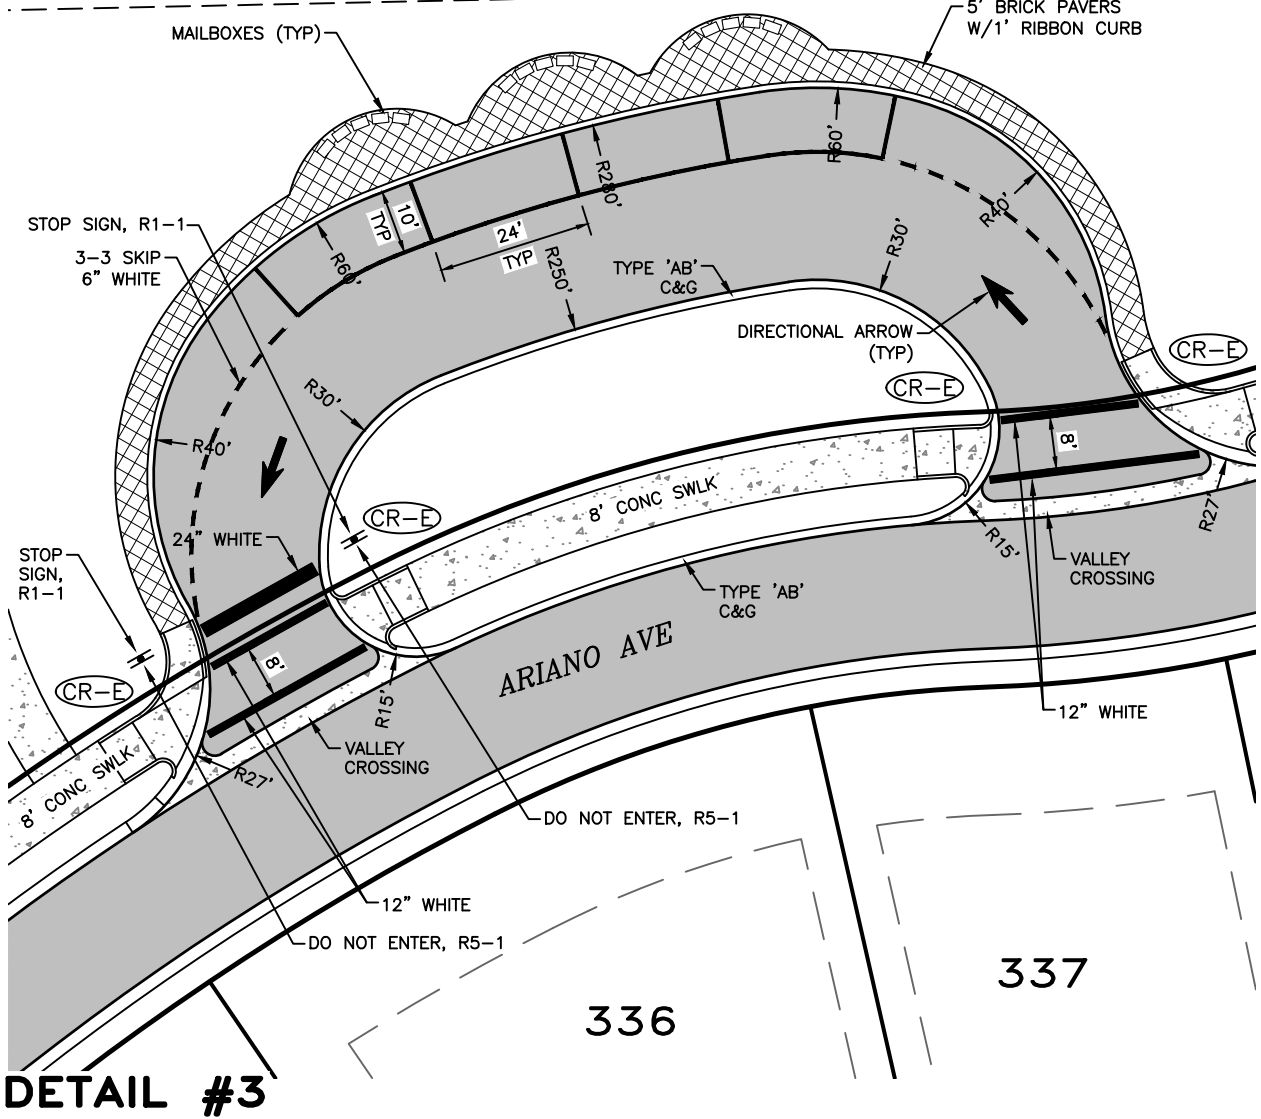 5' BRICK PAVERS
W/1' RIBBON CURB
MAILBOXES (TYP)
R60'
R280'
R40'
10'
TYP
24'
TYP
STOP SIGN, R1-1
3-3 SKIP
6" WHITE
R60'
R250'
R30'
TYPE 'AB'
C&G
DIRECTIONAL ARROW
(TYP)
CR-E
CR-E
R30'
R40'
8'
8' CONC SWLK
CR-E
24" WHITE
R27'
R15'
STOP
SIGN,
R1-1
VALLEY
CROSSING
TYPE 'AB'
C&G
ARIANO AVE
8'
CR-E
R15'
12" WHITE
VALLEY
CROSSING
R27'
8' CONC SWLK
DO NOT ENTER, R5-1
12" WHITE
DO NOT ENTER, R5-1
337
336
DETAIL #3